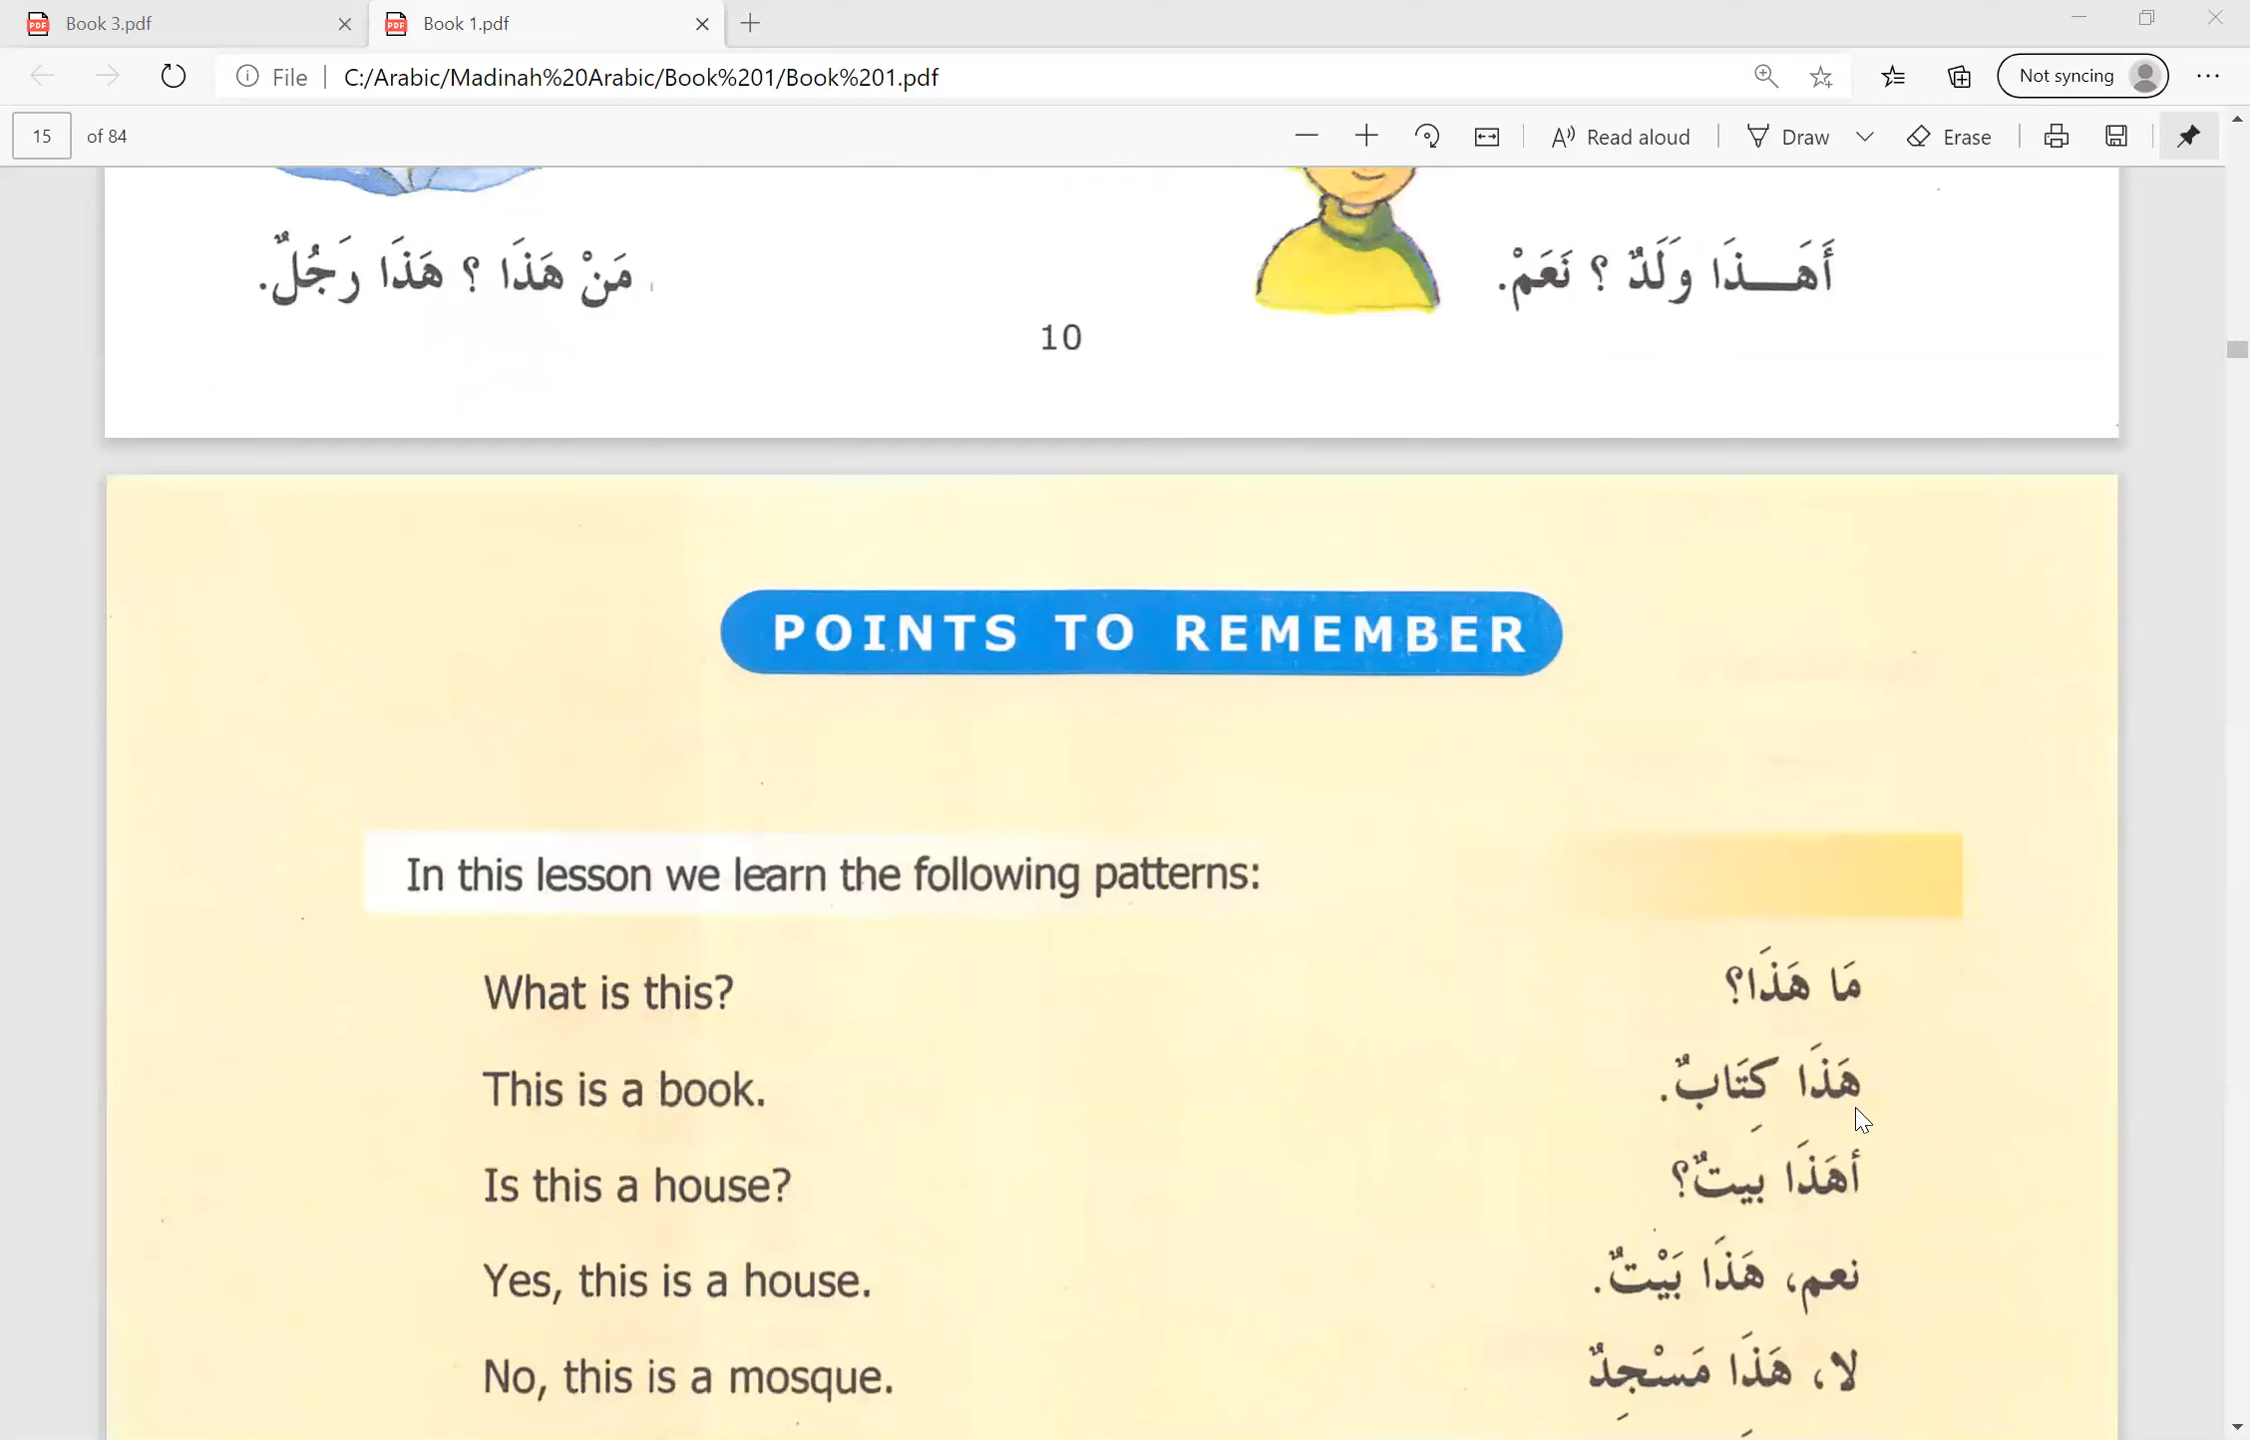 Book 3.pdf
Book 1.pdf
File
C:/Arabic/Madinah%20Arabic/Book%201/Book%201.pdf
Not syncing
15 of 84
Read aloud
Draw
Erase
أَهَـــذَا وَلَدٌ ؟ نَعَمْ.
مَنْ هَذَا ؟ هَذَا رَجُلٌ.
10
POINTS TO REMEMBER
In this lesson we learn the following patterns:
What is this?
مَا هَذَا؟
This is a book.
هَذَا كِتَابٌ.
Is this a house?
أهَذَا بيتٌ؟
Yes, this is a house.
نعم، هَذَا بَيْتٌ.
No, this is a mosque.
لا، هَذَا مَسْجِدٌ